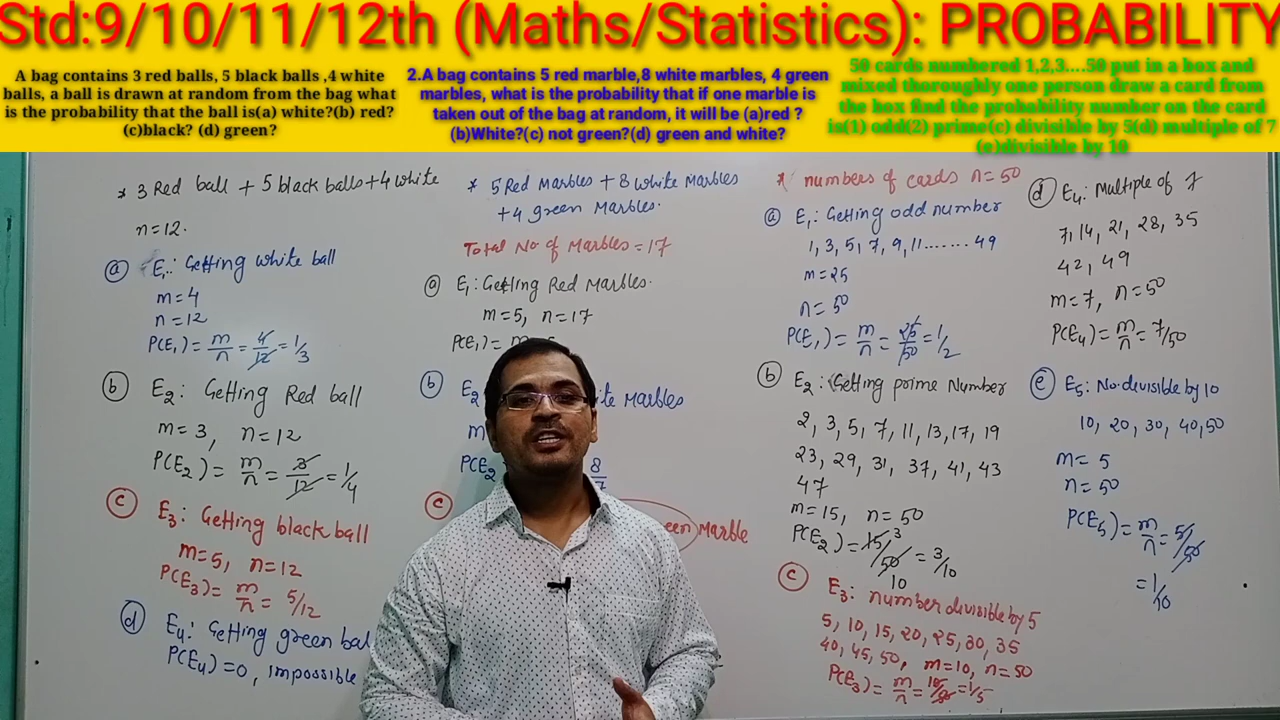 Std:9/10/11/12th (Maths/Statistics): PROBABILITY
A bag contains 3 red balls, 5 black balls ,4 white
balls, a ball is drawn at random from the bag what
is the probability that the ball is(a) white?(b) red?
(c)black? (d) green?
2.A bag contains 5 red marble,8 white marbles, 4 green
marbles, what is the probability that if one marble is
taken out of the bag at random, it will be (a)red ?
(b)White?(c) not green?(d) green and white?
50 cards numbered 1,2,3....50 put in a box and
mixed thoroughly one person draw a card from
the box find the probability number on the card
is(1) odd(2) prime(c) divisible by 5(d) multiple of 7
(e)divisible by 10
* 3 Red ball + 5 black balls + 4 white
n=12.
(a) E1: Getting white ball
m=4
n=12
P(E1) = m/n = 4/12 = 1/3
(b) E2: Getting Red ball
m=3, n=12
P(E2) = m/n = 3/12 = 1/4
(c) E3: Getting black ball
m=5, n=12
P(E3) = m/n = 5/12
(d) E4: Getting green bal
P(E4)=0, impossible
* 5 Red Marbles + 8 white Marbles
+4 green Marbles.
Total No of Marbles = 17
(a) E1: Getting Red Marbles.
m=5, n=17
P(E1) =
(b) E2 ite Marbles
m
P(E2 8/7
(c) een Marble
* numbers of cards n=50
(a) E1: Getting odd number
1, 3, 5, 7, 9, 11....... 49
m=25
n=50
P(E1) = m/n = 25/50 = 1/2
(b) E2: Getting prime Number
2, 3, 5, 7, 11, 13, 17, 19
23, 29, 31, 37, 41, 43
47
m=15, n=50
P(E2) = 15/50 3 = 3/10
10
(c) E3: number divisible by 5
5, 10, 15, 20, 25, 30, 35
40, 45, 50, m=10, n=50
P(E3) = m/n = 10/50 = 1/5
(d) E4: Multiple of 7
7, 14, 21, 28, 35
42, 49
m=7, n=50
P(E4) = m/n = 7/50
(e) E5: No. divisible by 10
10, 20, 30, 40, 50
m=5
n=50
P(E5) = m/n = 5/50
= 1/10